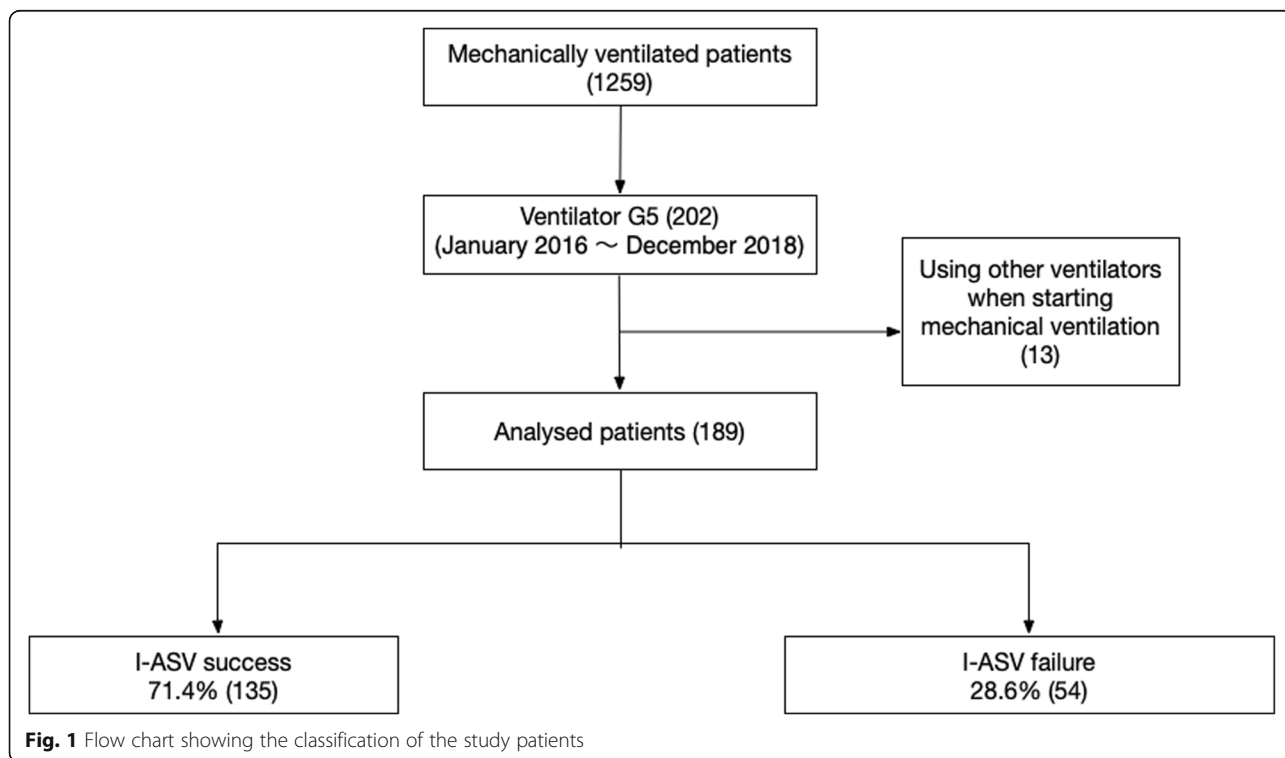 Mechanically ventilated patients
(1259)
Ventilator G5 (202)
(January 2016 ～ December 2018)
Using other ventilators
when starting
mechanical ventilation
(13)
Analysed patients (189)
I-ASV success
71.4% (135)
I-ASV failure
28.6% (54)
Fig. 1 Flow chart showing the classification of the study patients